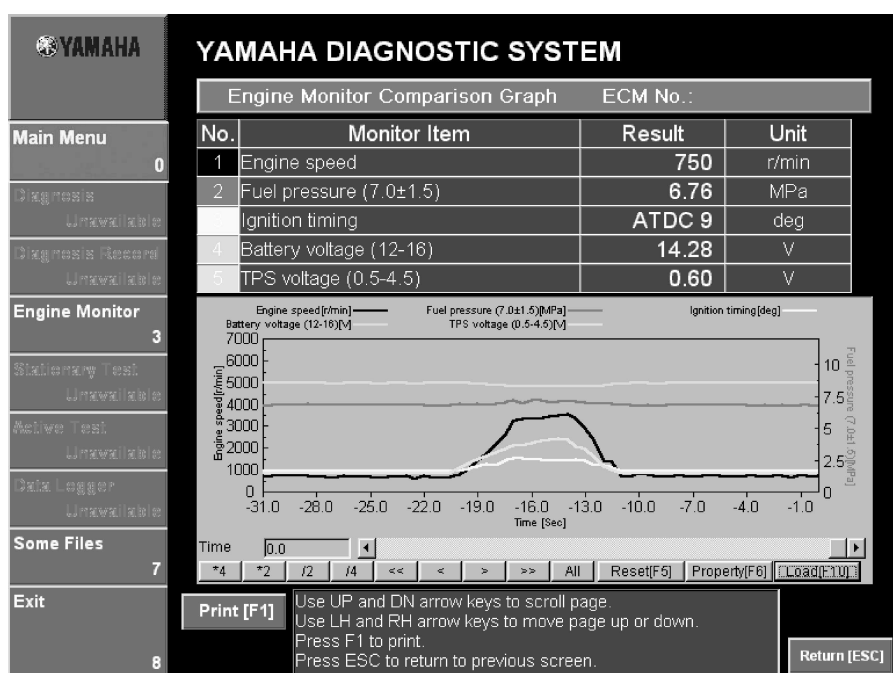 YAMAHA
YAMAHA DIAGNOSTIC SYSTEM
Engine Monitor Comparison Graph ECM No.:
Main Menu
0
Diagnosis
Unavailable
Diagnosis Record
Unavailable
Engine Monitor
3
Stationary Test
Unavailable
Active Test
Unavailable
Data Logger
Unavailable
Some Files
7
Exit
8
No. Monitor Item Result Unit
1 Engine speed 750 r/min
2 Fuel pressure (7.0±1.5) 6.76 MPa
Ignition timing ATDC 9 deg
4 Battery voltage (12-16) 14.28 V
5 TPS voltage (0.5-4.5) 0.60 V
Engine speed[r/min] Fuel pressure (7.0±1.5)[MPa] Ignition timing[deg]
Battery voltage (12-16)[V] TPS voltage (0.5-4.5)[V]
Engine speed[r/min]
7000
6000
5000
4000
3000
2000
1000
0
10
7.5
5
2.5
0
Fuel pressure (7.0±1.5)[MPa]
-31.0 -28.0 -25.0 -22.0 -19.0 -16.0 -13.0 -10.0 -7.0 -4.0 -1.0
Time [Sec]
Time 0.0
*4 *2 /2 /4 << < > >> All Reset[F5] Property[F6] Load[F10]
Print [F1]
Use UP and DN arrow keys to scroll page.
Use LH and RH arrow keys to move page up or down.
Press F1 to print.
Press ESC to return to previous screen.
Return [ESC]